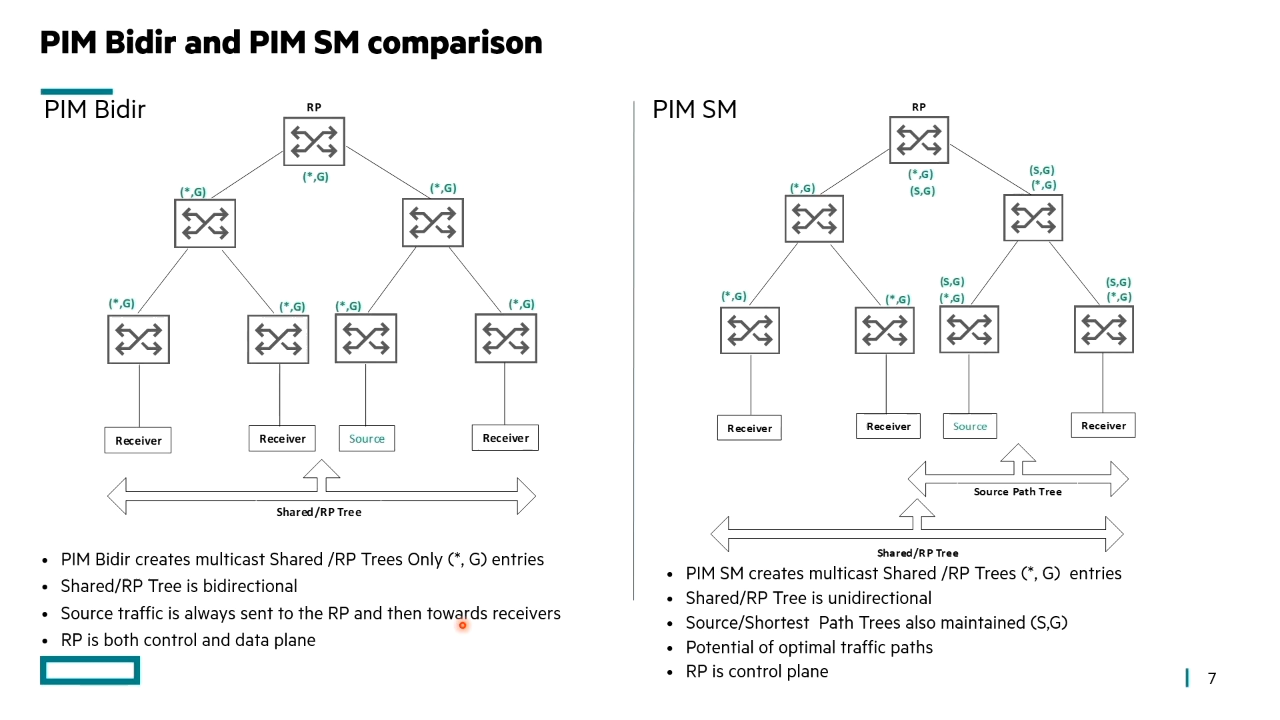 PIM Bidir and PIM SM comparison
PIM Bidir
RP
(*,G)
(*,G)
(*,G)
(*,G)
(*,G)
(*,G)
(*,G)
Receiver
Receiver
Source
Receiver
Shared/RP Tree
• PIM Bidir creates multicast Shared /RP Trees Only (*, G) entries
• Shared/RP Tree is bidirectional
• Source traffic is always sent to the RP and then towards receivers
• RP is both control and data plane
PIM SM
RP
(*,G)
(S,G)
(*,G)
(S,G)
(*,G)
(*,G)
(*,G)
(S,G)
(*,G)
(S,G)
(*,G)
Receiver
Receiver
Source
Receiver
Source Path Tree
Shared/RP Tree
• PIM SM creates multicast Shared /RP Trees (*, G) entries
• Shared/RP Tree is unidirectional
• Source/Shortest Path Trees also maintained (S,G)
• Potential of optimal traffic paths
• RP is control plane
7